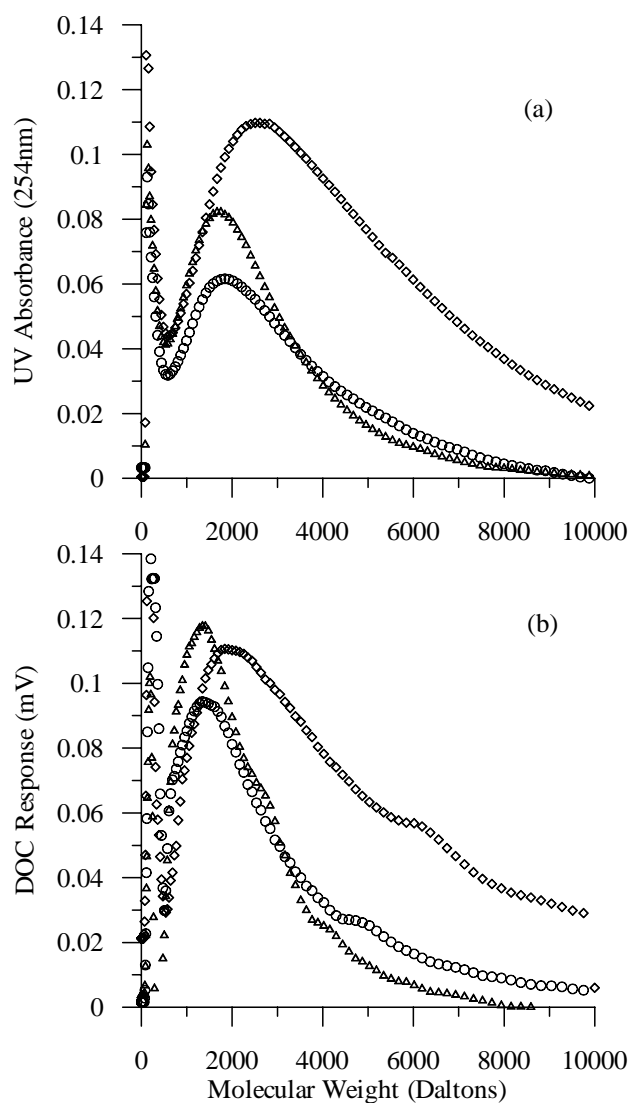 0.14
0.12
0.1
0.08
0.06
0.04
0.02
0
UV Absorbance (254nm)
(a)
0 2000 4000 6000 8000 10000
0.14
0.12
0.1
0.08
0.06
0.04
0.02
0
DOC Response (mV)
(b)
0 2000 4000 6000 8000 10000
Molecular Weight (Daltons)